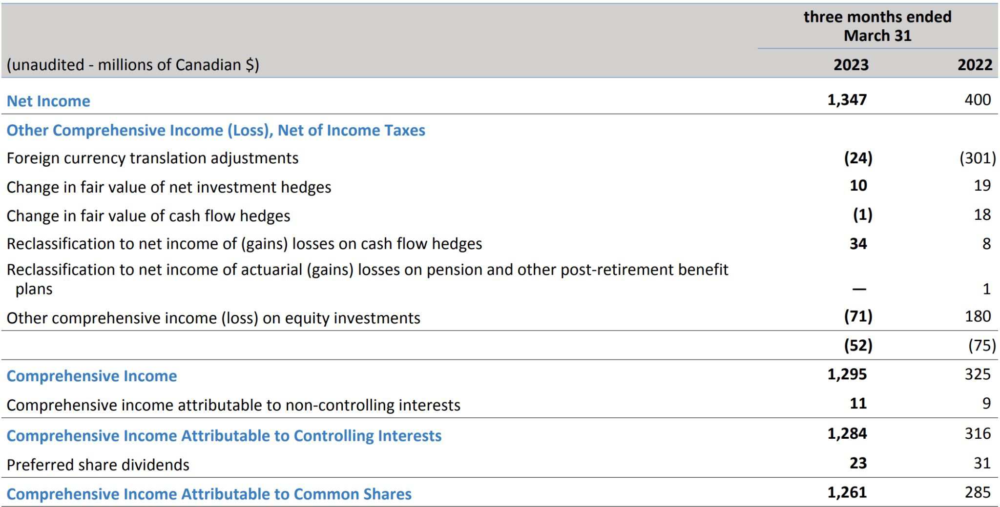 three months ended
March 31
(unaudited - millions of Canadian $) 2023 2022
Net Income 1,347 400
Other Comprehensive Income (Loss), Net of Income Taxes
Foreign currency translation adjustments (24) (301)
Change in fair value of net investment hedges 10 19
Change in fair value of cash flow hedges (1) 18
Reclassification to net income of (gains) losses on cash flow hedges 34 8
Reclassification to net income of actuarial (gains) losses on pension and other post-retirement benefit
plans — 1
Other comprehensive income (loss) on equity investments (71) 180
(52) (75)
Comprehensive Income 1,295 325
Comprehensive income attributable to non-controlling interests 11 9
Comprehensive Income Attributable to Controlling Interests 1,284 316
Preferred share dividends 23 31
Comprehensive Income Attributable to Common Shares 1,261 285